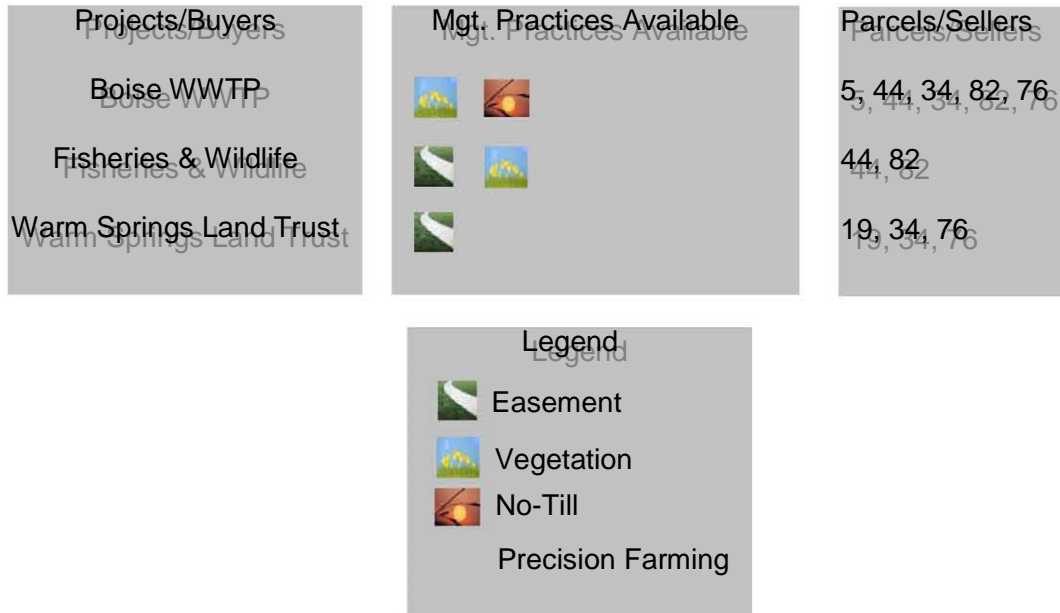 Projects/Buyers
Mgt. Practices Available
Parcels/Sellers
Boise WWTP
5, 44, 34, 82, 76
Fisheries & Wildlife
44, 82
Warm Springs Land Trust
19, 34, 76
Legend
Easement
Vegetation
No-Till
Precision Farming